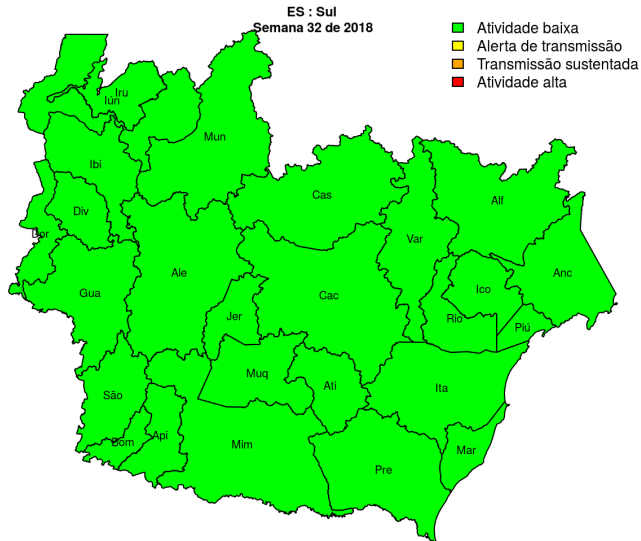 ES : Sul
Semana 32 de 2018
Atividade baixa
Alerta de transmissão
Transmissão sustentada
Atividade alta
Iru
Iún
Mun
Ibi
Cas
Alf
Div
Dor
Var
Ale
Anc
Gua
Cac
Ico
Jer
Rio
Piú
Muq
Ati
Ita
São
Api
Bom
Mim
Mar
Pre